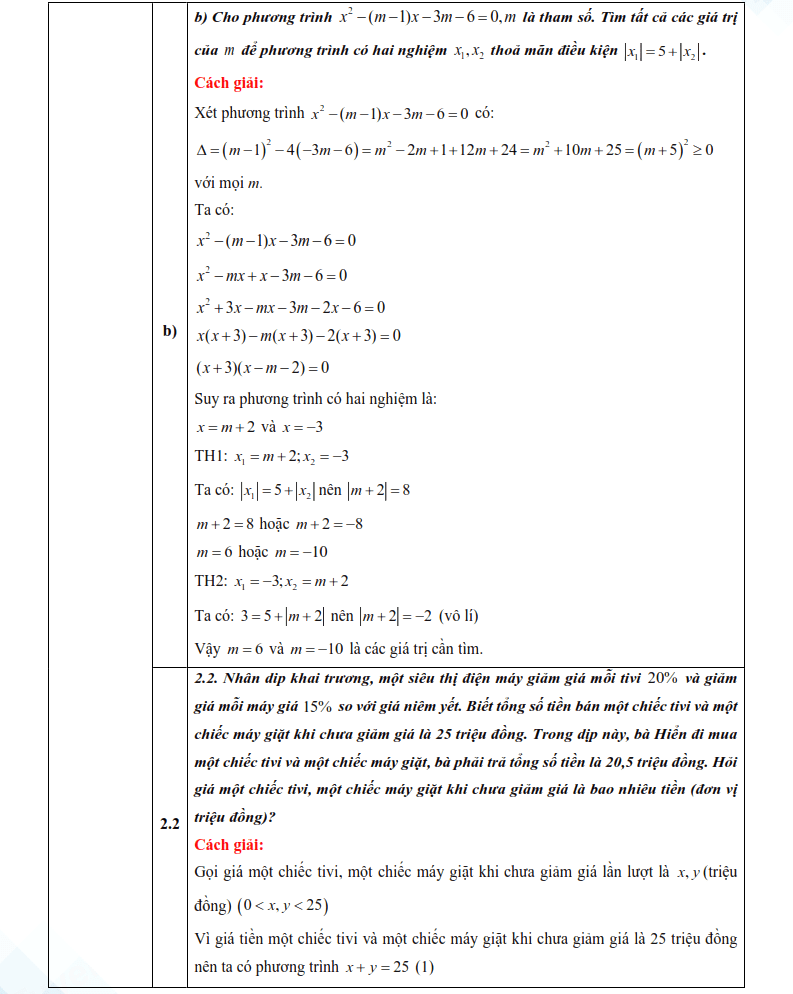 b) Cho phương trình x² −(m−1)x−3m−6=0, m là tham số. Tìm tất cả các giá trị
của m để phương trình có hai nghiệm x₁, x₂ thoả mãn điều kiện |x₁|=5+|x₂|.
Cách giải:
Xét phương trình x² −(m−1)x−3m−6=0 có:
Δ=(m−1)² −4(−3m−6)=m² −2m+1+12m+24=m² +10m+25=(m+5)² ≥0
với mọi m.
Ta có:
x² −(m−1)x−3m−6=0
x² −mx+x−3m−6=0
x² +3x−mx−3m−2x−6=0
b)
x(x+3)−m(x+3)−2(x+3)=0
(x+3)(x−m−2)=0
Suy ra phương trình có hai nghiệm là:
x=m+2 và x=−3
TH1: x₁ =m+2; x₂ =−3
Ta có: |x₁|=5+|x₂| nên |m+2|=8
m+2=8 hoặc m+2=−8
m=6 hoặc m=−10
TH2: x₁ =−3; x₂ =m+2
Ta có: 3=5+|m+2| nên |m+2|=−2 (vô lí)
Vậy m=6 và m=−10 là các giá trị cần tìm.
2.2. Nhân dip khai trương, một siêu thị điện máy giảm giá mỗi tivi 20% và giảm
giá mỗi máy giá 15% so với giá niêm yết. Biết tổng số tiền bán một chiếc tivi và một
chiếc máy giặt khi chưa giảm giá là 25 triệu đồng. Trong dịp này, bà Hiền đi mua
một chiếc tivi và một chiếc máy giặt, bà phải trả tổng số tiền là 20,5 triệu đồng. Hỏi
giá một chiếc tivi, một chiếc máy giặt khi chưa giảm giá là bao nhiêu tiền (đơn vị
2.2
triệu đồng)?
Cách giải:
Gọi giá một chiếc tivi, một chiếc máy giặt khi chưa giảm giá lần lượt là x, y (triệu
đồng) (0<x, y<25)
Vì giá tiền một chiếc tivi và một chiếc máy giặt khi chưa giảm giá là 25 triệu đồng
nên ta có phương trình x+y=25 (1)